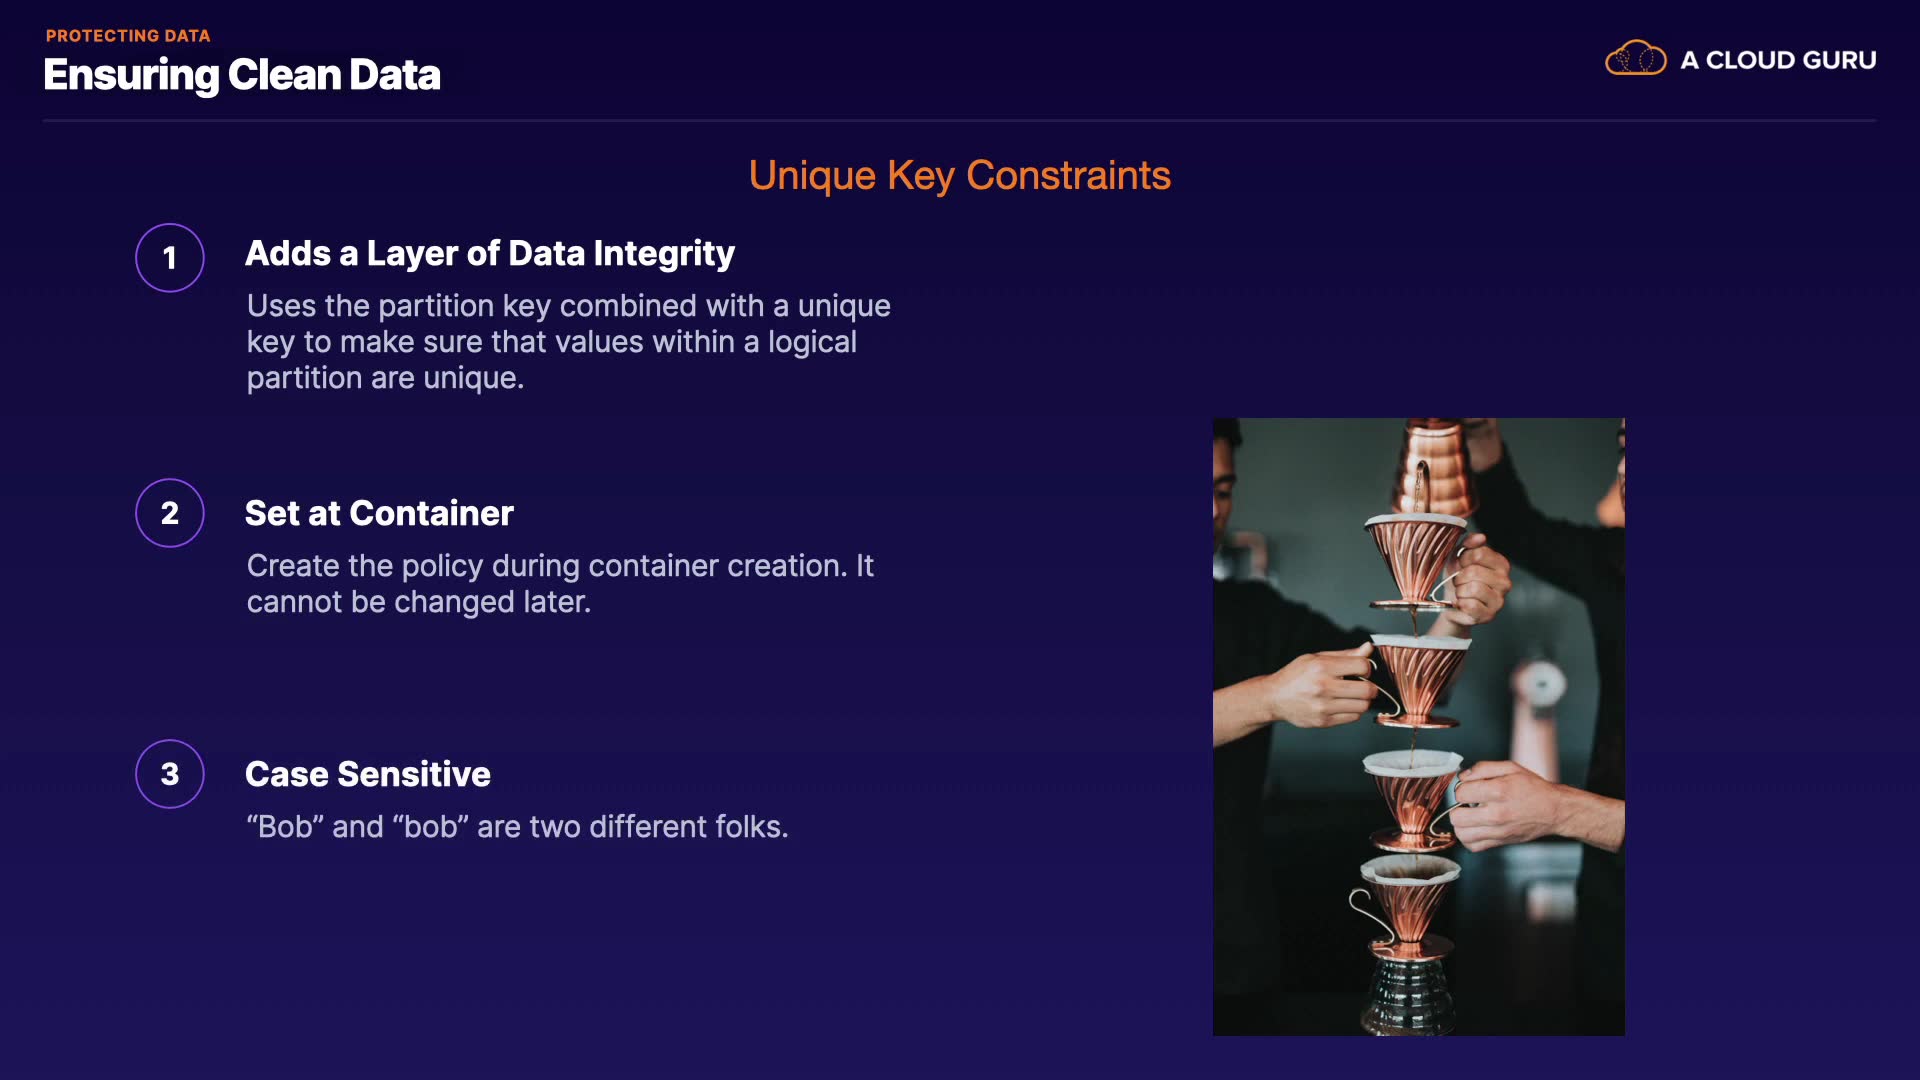 PROTECTING DATA
Ensuring Clean Data
A CLOUD GURU
Unique Key Constraints
1
Adds a Layer of Data Integrity
Uses the partition key combined with a unique
key to make sure that values within a logical
partition are unique.
2
Set at Container
Create the policy during container creation. It
cannot be changed later.
3
Case Sensitive
“Bob” and “bob” are two different folks.